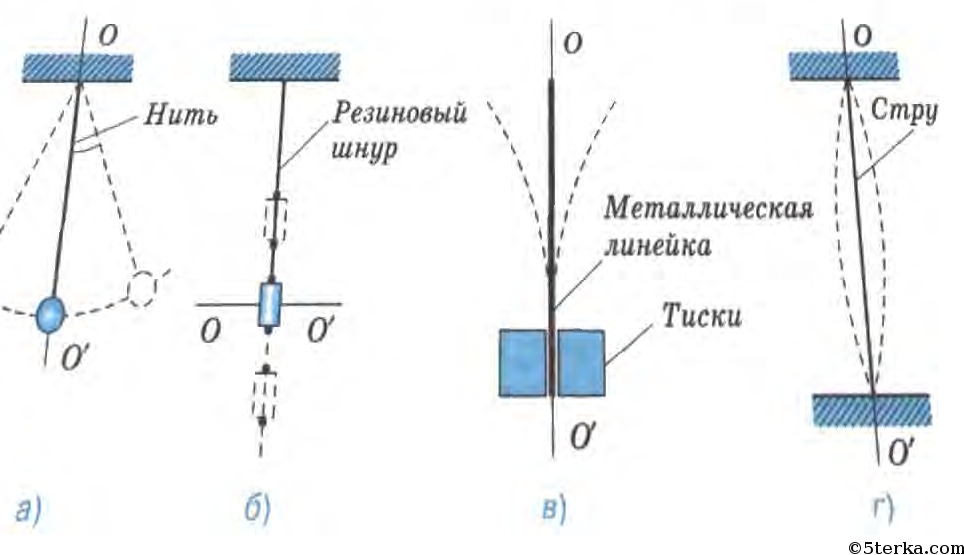 O
Нить
O′
а)
Резиновый
шнур
O O′
б)
O
Металлическая
линейка
Тиски
O′
в)
O
Стру
O′
г)
©5terka.com